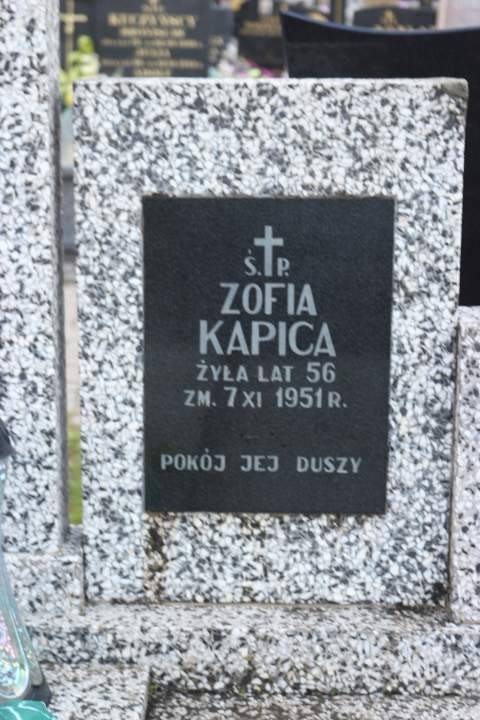 Ś. P.
ZOFIA
KAPICA
ŻYŁA LAT 56
ZM. 7 XI 1951 R.
POKÓJ JEJ DUSZY